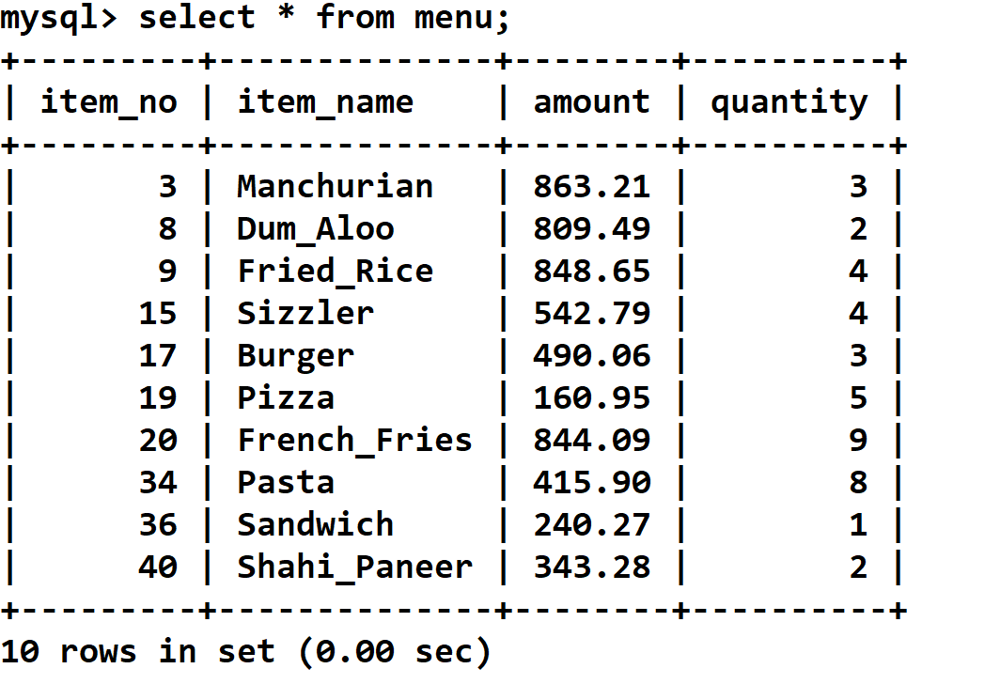 mysql> select * from menu;
+---------+--------------+--------+----------+
| item_no | item_name    | amount | quantity |
+---------+--------------+--------+----------+
|       3 | Manchurian   | 863.21 |        3 |
|       8 | Dum_Aloo     | 809.49 |        2 |
|       9 | Fried_Rice   | 848.65 |        4 |
|      15 | Sizzler      | 542.79 |        4 |
|      17 | Burger       | 490.06 |        3 |
|      19 | Pizza        | 160.95 |        5 |
|      20 | French_Fries | 844.09 |        9 |
|      34 | Pasta        | 415.90 |        8 |
|      36 | Sandwich     | 240.27 |        1 |
|      40 | Shahi_Paneer | 343.28 |        2 |
+---------+--------------+--------+----------+
10 rows in set (0.00 sec)